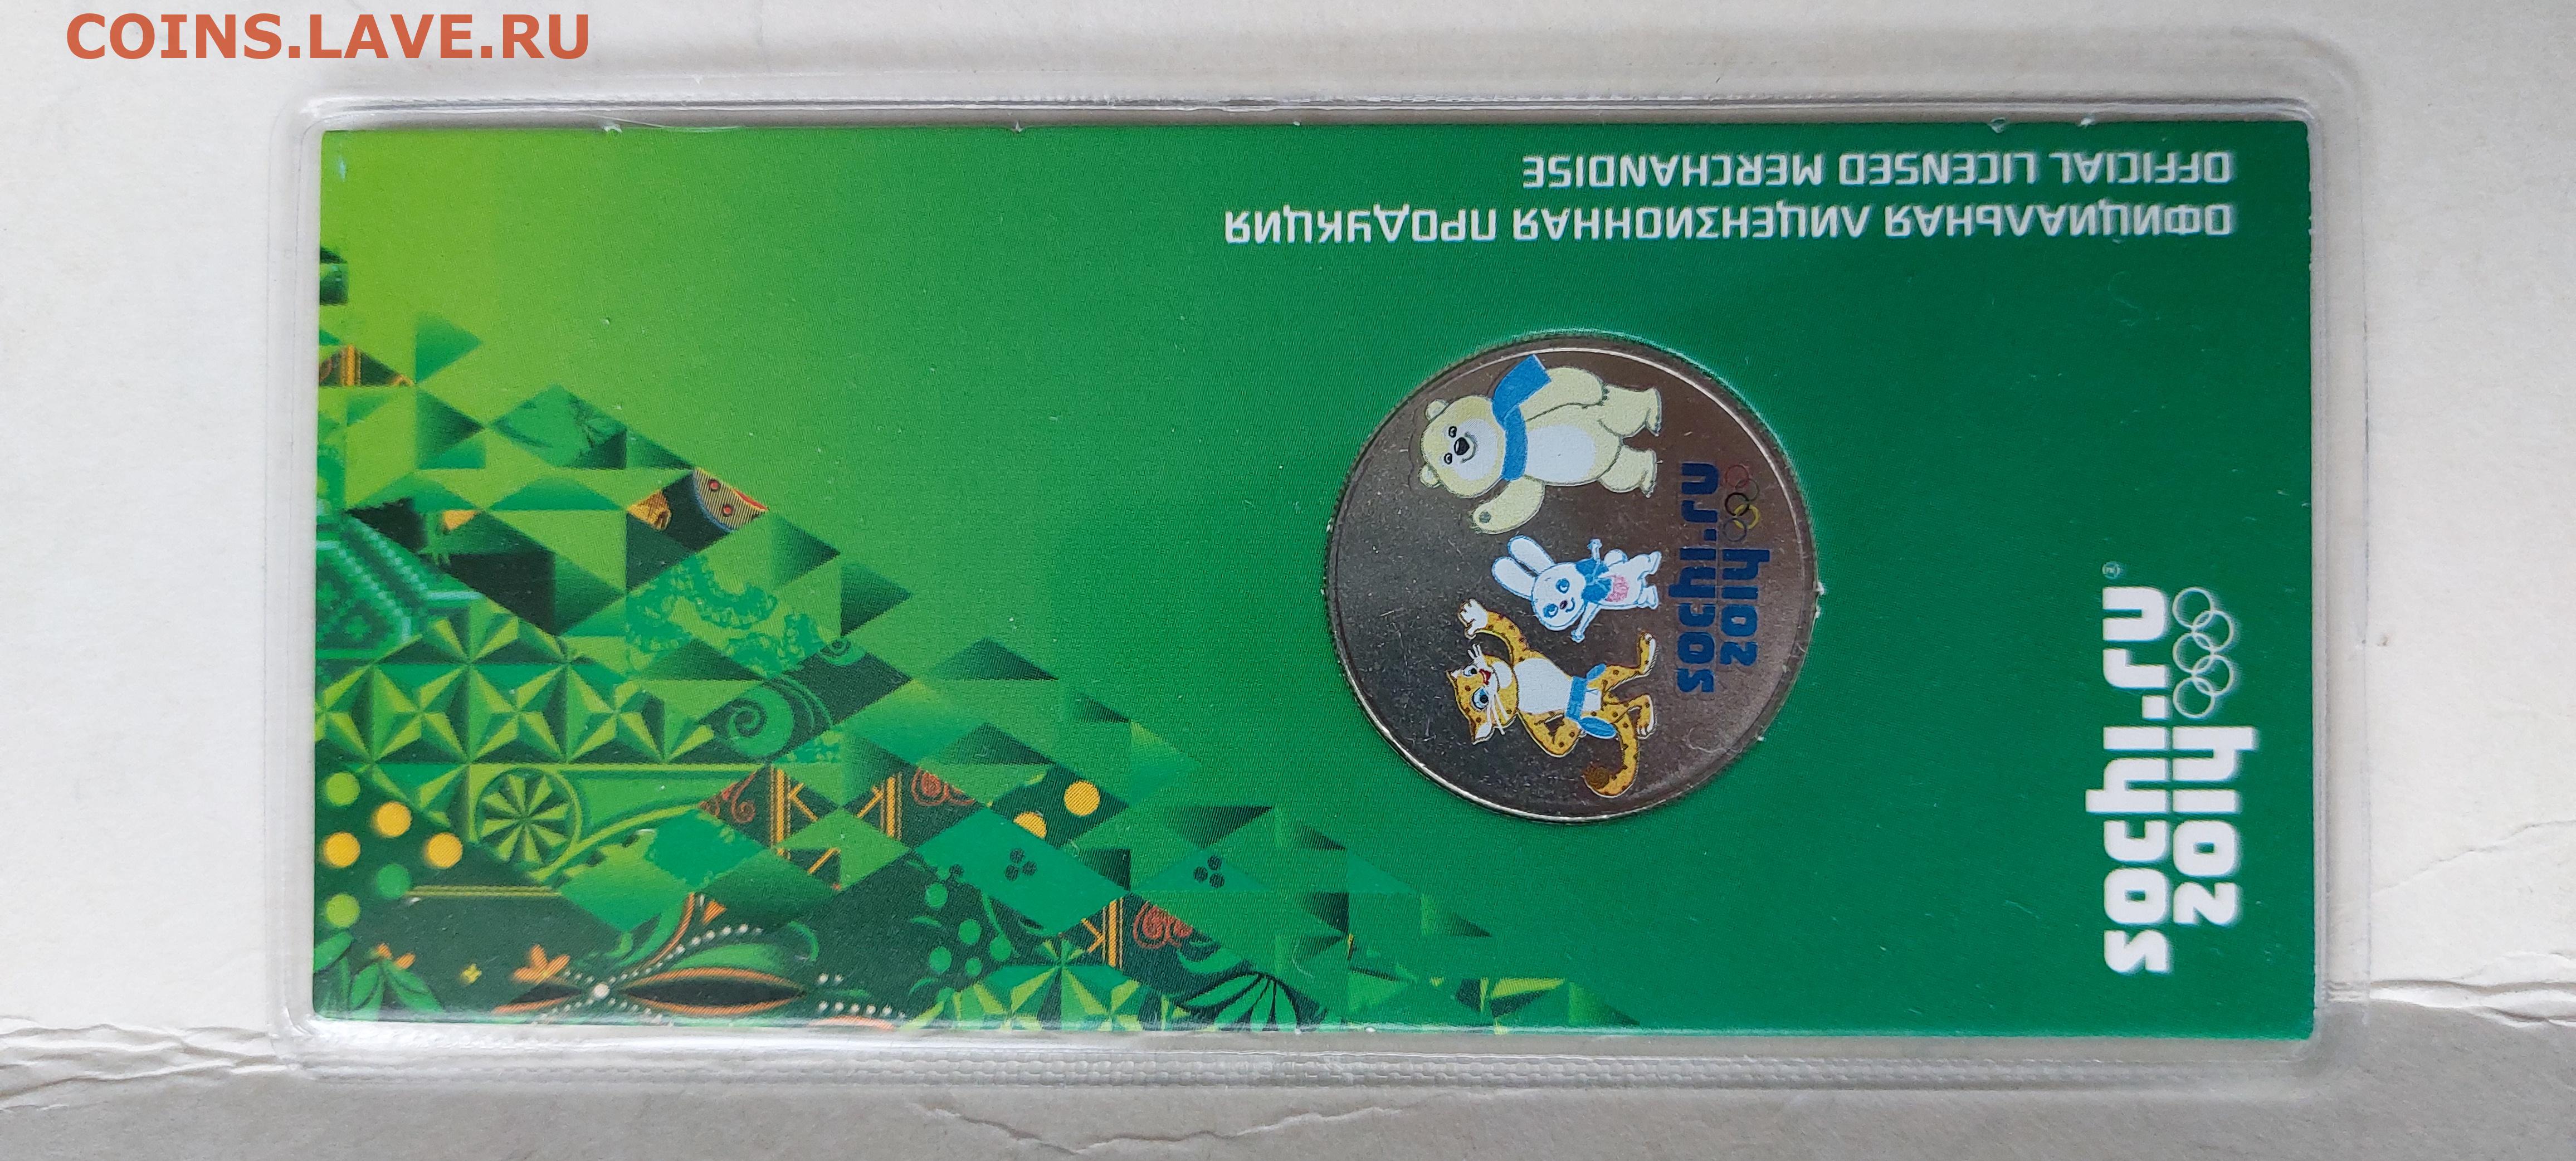 COINS.LAVE.RU
ОФИЦИАЛЬНАЯ ЛИЦЕНЗИОННАЯ ПРОДУКЦИЯ
OFFICIAL LICENSED MERCHANDISE
sochi.ru
2014
sochi.ru
2014